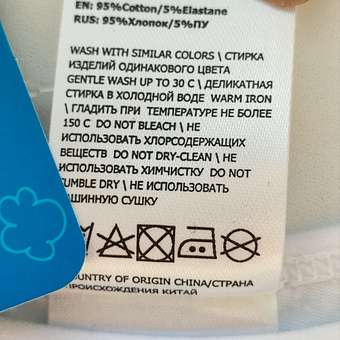 EN: 95%Cotton/5%Elastane
RUS: 95%Хлопок/5%ПУ
WASH WITH SIMILAR COLORS \ СТИРКА
ИЗДЕЛИЙ ОДИНАКОВОГО ЦВЕТА
GENTLE WASH UP TO 30 C \ ДЕЛИКАТНАЯ
СТИРКА В ХОЛОДНОЙ ВОДЕ WARM IRON
\ ГЛАДИТЬ ПРИ ТЕМПЕРАТУРЕ НЕ БОЛЕЕ
150 C DO NOT BLEACH \ НЕ
ИСПОЛЬЗОВАТЬ ХЛОРСОДЕРЖАЩИХ
ВЕЩЕСТВ DO NOT DRY-CLEAN \ НЕ
ИСПОЛЬЗОВАТЬ ХИМЧИСТКУ DO NOT
TUMBLE DRY \ НЕ ИСПОЛЬЗОВАТЬ
МАШИННУЮ СУШКУ
COUNTRY OF ORIGIN CHINA/СТРАНА
ПРОИСХОЖДЕНИЯ КИТАЙ